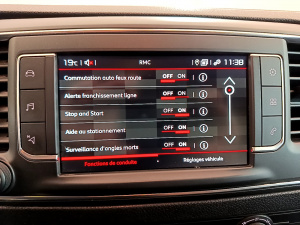 19°c RMC 11:38
Commutation auto feux route OFF ON
Alerte franchissement ligne OFF ON
Stop and Start OFF ON
Aide au stationnement OFF ON
Surveillance d'angles morts OFF ON
Fonctions de conduite Réglages véhicule